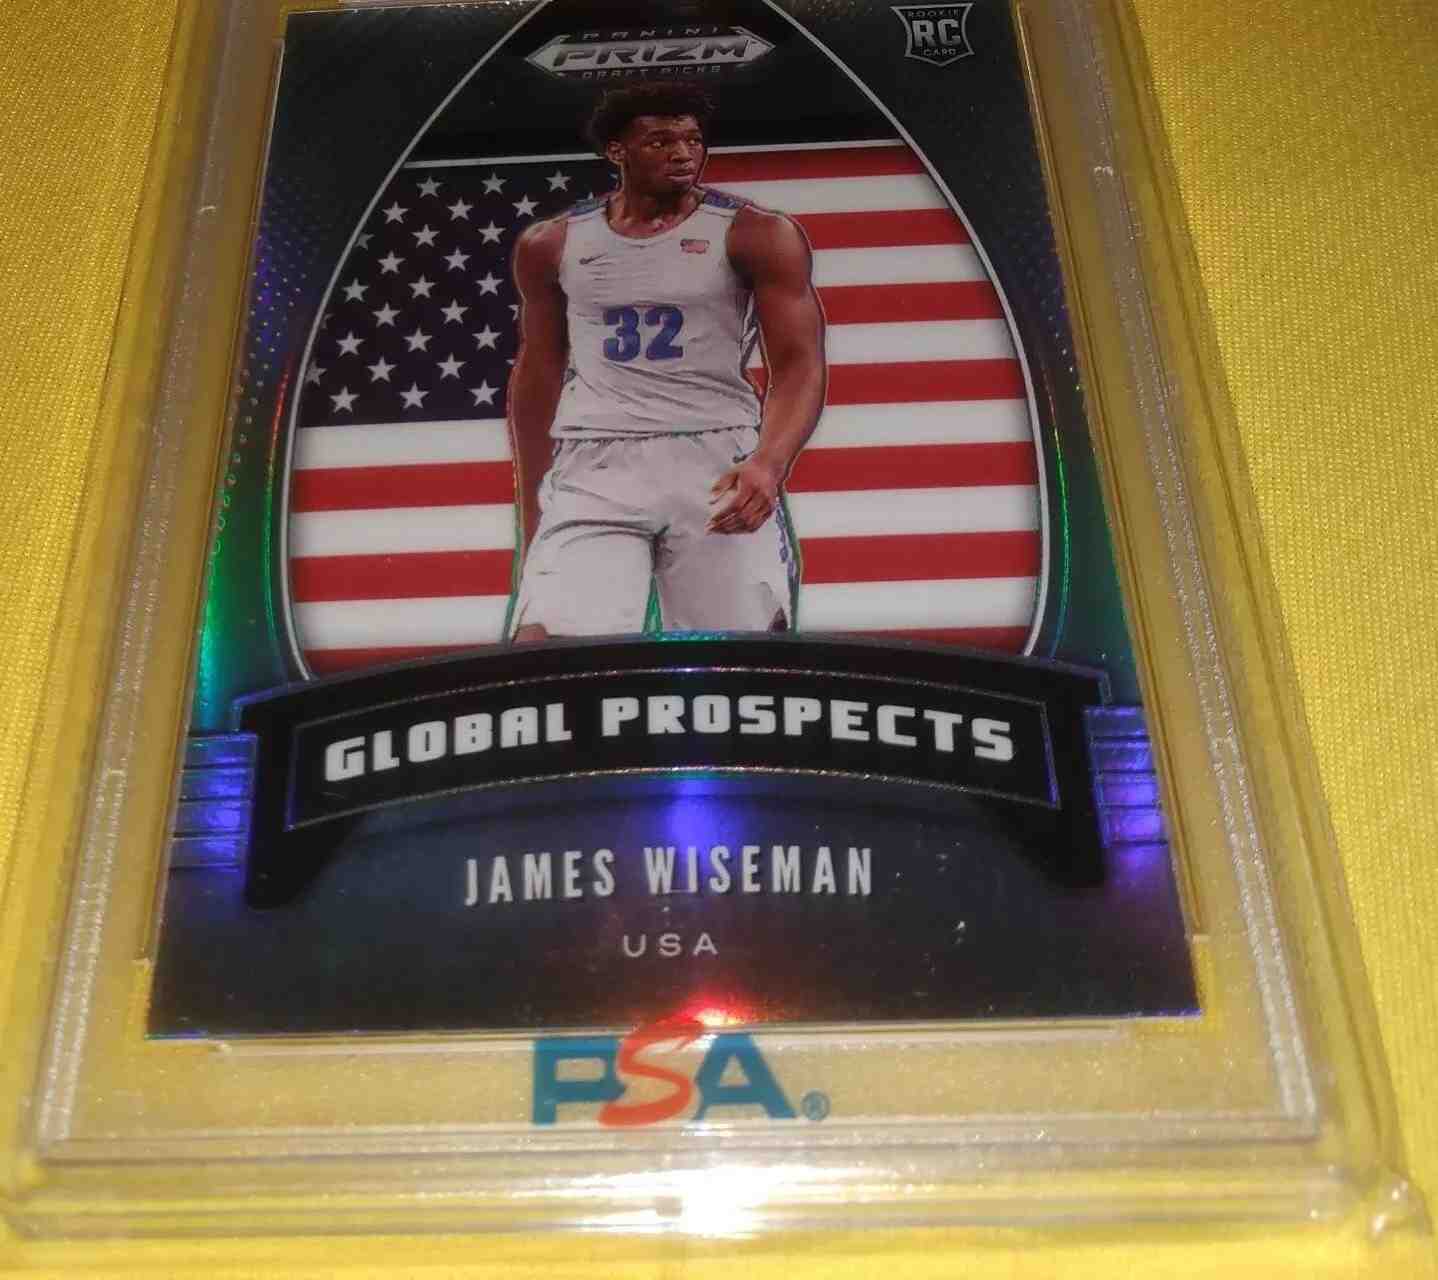 PANINI
PRIZM
DRAFT PICKS
ROOKIE
RC
CARD
32
GLOBAL PROSPECTS
JAMES WISEMAN
USA
PSA®